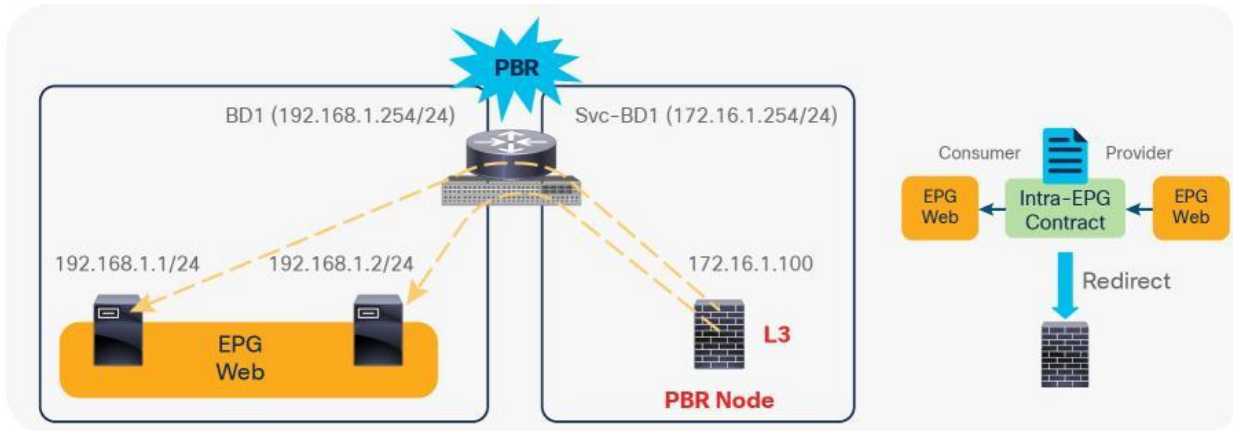 PBR
BD1 (192.168.1.254/24)
Svc-BD1 (172.16.1.254/24)
192.168.1.1/24
192.168.1.2/24
172.16.1.100
EPG
Web
L3
PBR Node
Consumer
Provider
EPG
Web
Intra-EPG
Contract
EPG
Web
Redirect